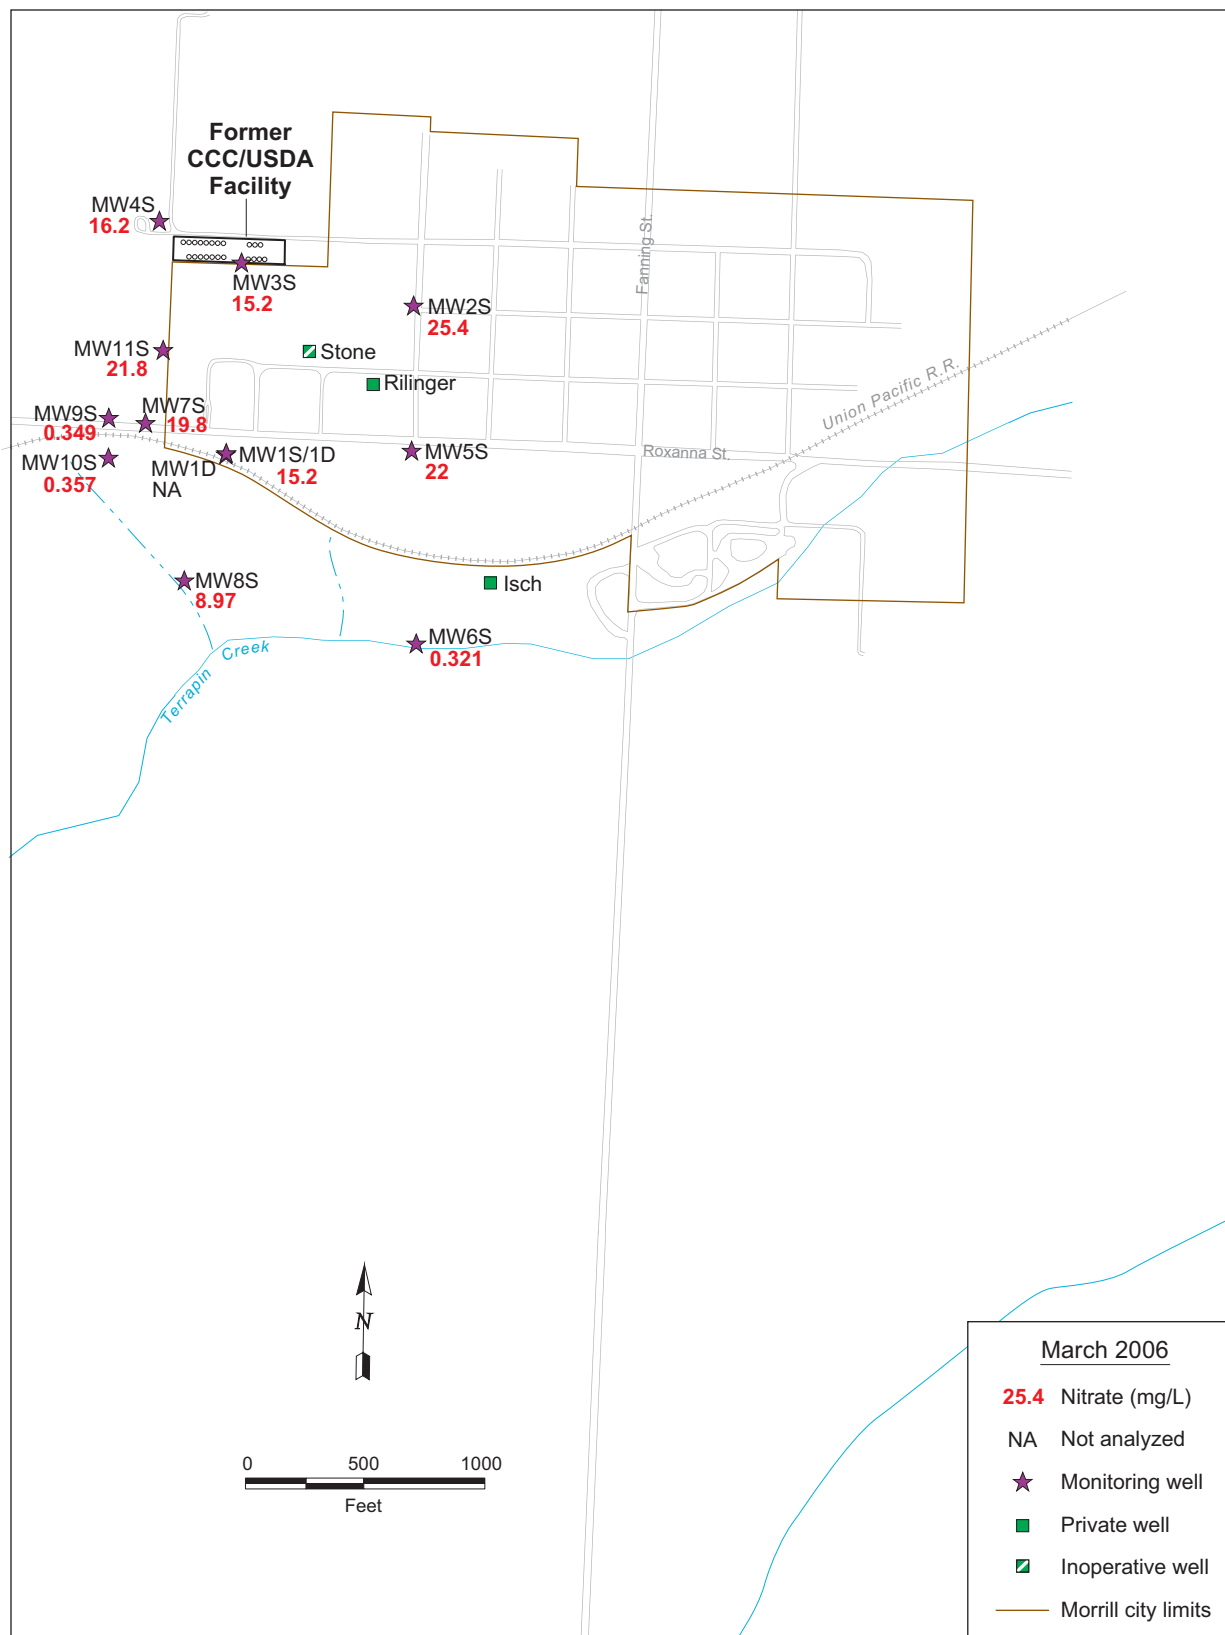 Former
CCC/USDA
Facility
MW4S
16.2
MW3S
15.2
Fanning St.
MW2S
25.4
MW11S
21.8
Stone
Rilinger
Union Pacific R.R.
MW9S
0.349
MW7S
19.8
MW10S
0.357
MW1D
NA
MW1S/1D
15.2
MW5S
22
Roxanna St.
MW8S
8.97
Isch
MW6S
0.321
Terrapin Creek
N
0 500 1000
Feet
March 2006
25.4 Nitrate (mg/L)
NA Not analyzed
Monitoring well
Private well
Inoperative well
Morrill city limits